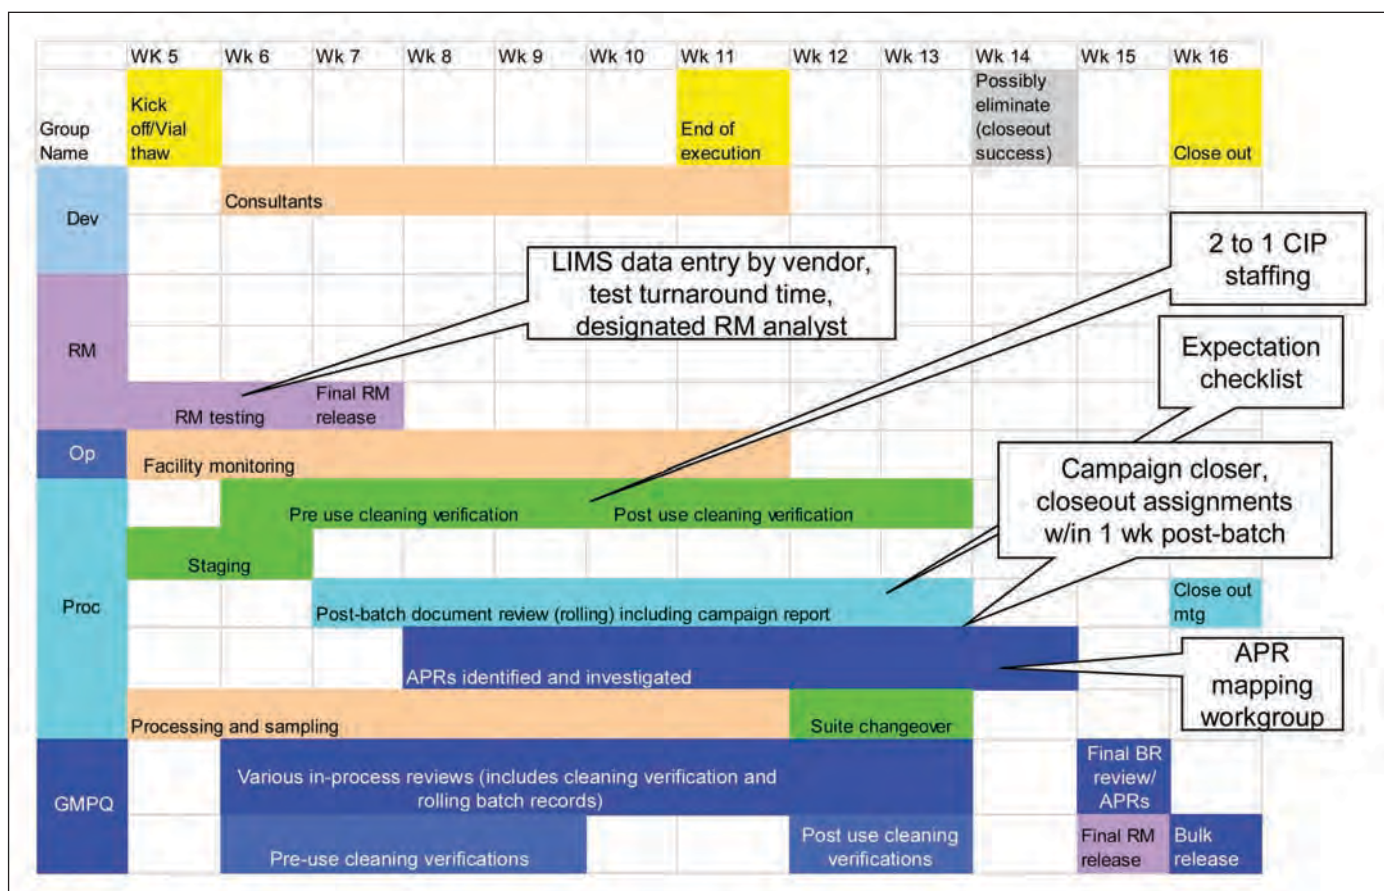 WK 5 Wk 6 Wk 7 Wk 8 Wk 9 Wk 10 Wk 11 Wk 12 Wk 13 Wk 14 Wk 15 Wk 16
Group
Name
Kick
off/Vial
thaw
End of
execution
Possibly
eliminate
(closeout
success)
Close out
Dev
Consultants
2 to 1 CIP
staffing
LIMS data entry by vendor,
test turnaround time,
designated RM analyst
Expectation
checklist
RM
RM testing
Final RM
release
Op
Facility monitoring
Campaign closer,
closeout assignments
w/in 1 wk post-batch
Proc
Pre use cleaning verification
Post use cleaning verification
Staging
Post-batch document review (rolling) including campaign report
Close out
mtg
APRs identified and investigated
APR
mapping
workgroup
Processing and sampling
Suite changeover
GMPQ
Various in-process reviews (includes cleaning verification and
rolling batch records)
Final BR
review/
APRs
Pre-use cleaning verifications
Post use cleaning
verifications
Final RM
release
Bulk
release